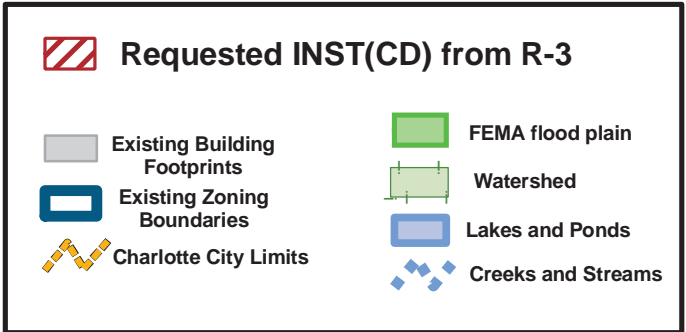 Requested INST(CD) from R-3
Existing Building
Footprints
Existing Zoning
Boundaries
Charlotte City Limits
FEMA flood plain
Watershed
Lakes and Ponds
Creeks and Streams